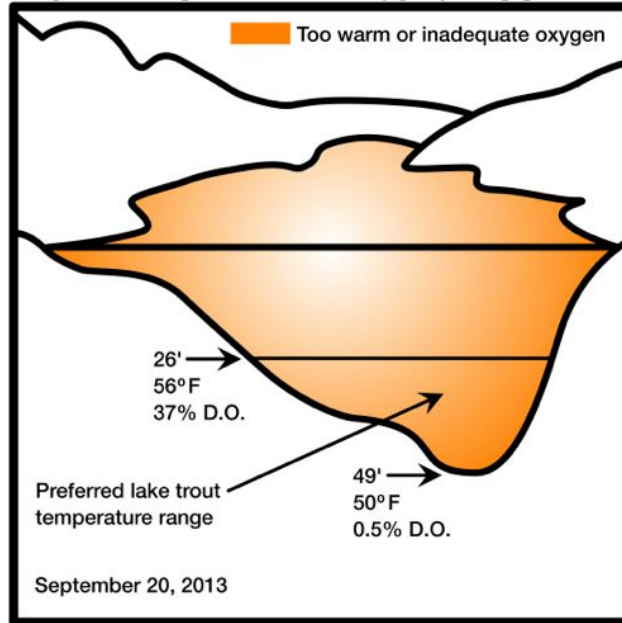 Too warm or inadequate oxygen
26'
56° F
37% D.O.
Preferred lake trout
temperature range
49'
50° F
0.5% D.O.
September 20, 2013